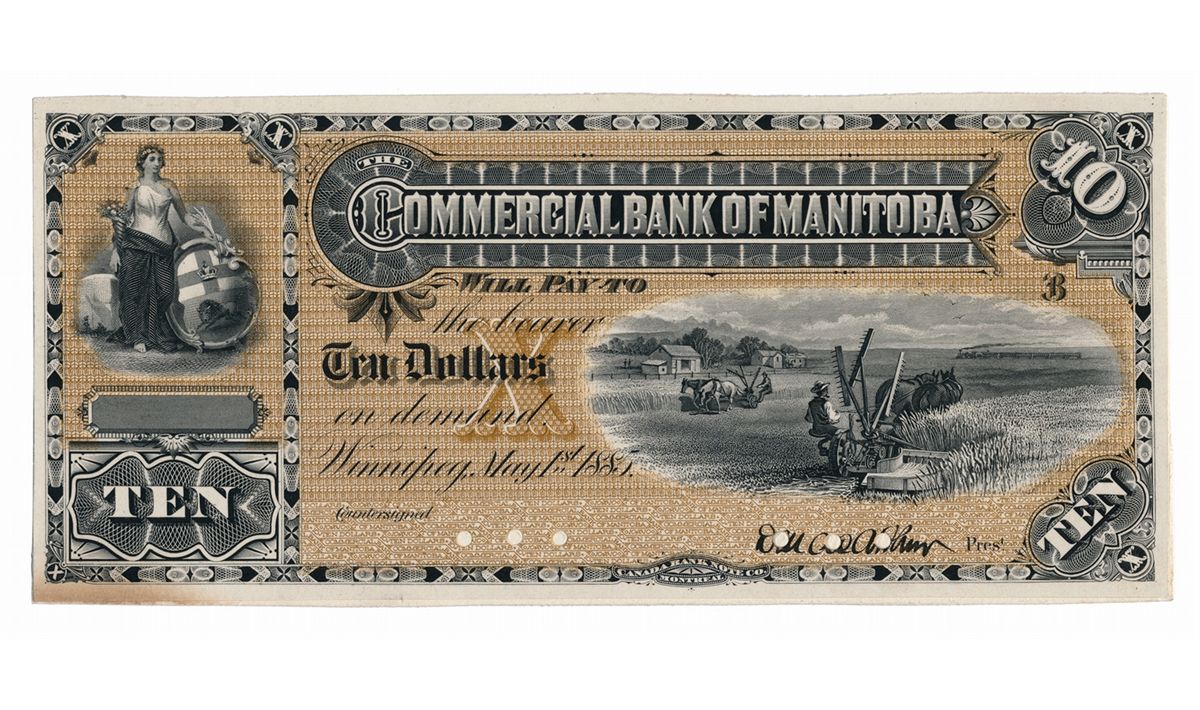 X X X
THE
COMMERCIAL BANK OF MANITOBA
10
WILL PAY TO
B
the bearer
Ten Dollars
X
on demand.
Winnipeg, May 1st 1885.
TEN
Countersigned
Prest
TEN
X
CANADA BANK NOTE CO.
MONTREAL